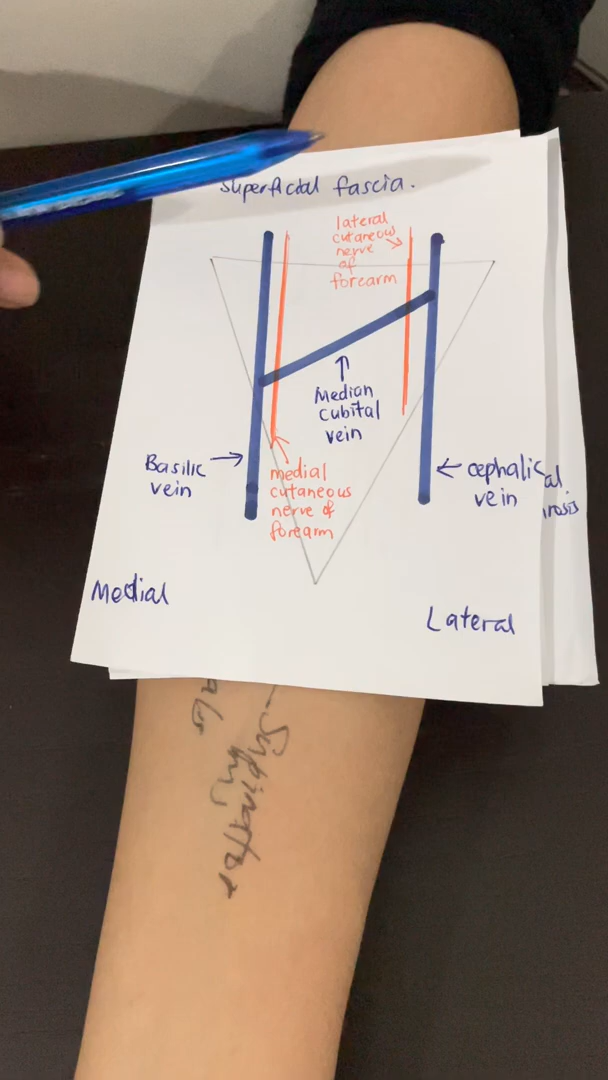 Superficial fascia.
lateral
cutaneous
nerve
of
forearm
Median
cubital
vein
Basilic
vein
medial
cutaneous
nerve of
forearm
cephalic
vein
al
Medial
Lateral
Supinator